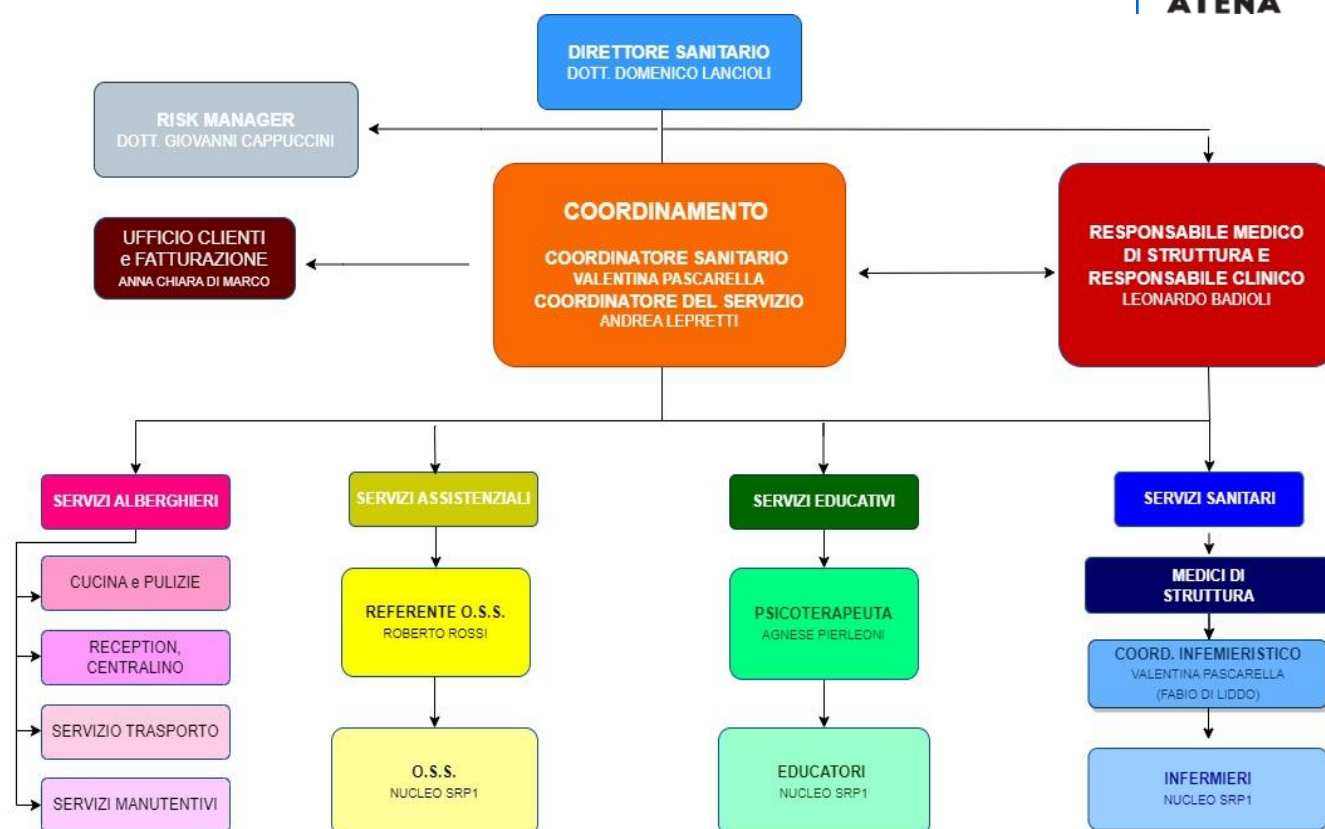 ATENA
DIRETTORE SANITARIO
DOTT. DOMENICO LANCIOLI
RISK MANAGER
DOTT. GIOVANNI CAPPUCCINI
COORDINAMENTO
COORDINATORE SANITARIO
VALENTINA PASCARELLA
COORDINATORE DEL SERVIZIO
ANDREA LEPRETTI
UFFICIO CLIENTI
e FATTURAZIONE
ANNA CHIARA DI MARCO
RESPONSABILE MEDICO
DI STRUTTURA E
RESPONSABILE CLINICO
LEONARDO BADIOLI
SERVIZI ALBERGHIERI
SERVIZI ASSISTENZIALI
SERVIZI EDUCATIVI
SERVIZI SANITARI
CUCINA e PULIZIE
RECEPTION,
CENTRALINO
SERVIZIO TRASPORTO
SERVIZI MANUTENTIVI
REFERENTE O.S.S.
ROBERTO ROSSI
O.S.S.
NUCLEO SRP1
PSICOTERAPEUTA
AGNESE PIERLEONI
EDUCATORI
NUCLEO SRP1
MEDICI DI
STRUTTURA
COORD. INFEMIERISTICO
VALENTINA PASCARELLA
(FABIO DI LIDDO)
INFERMIERI
NUCLEO SRP1